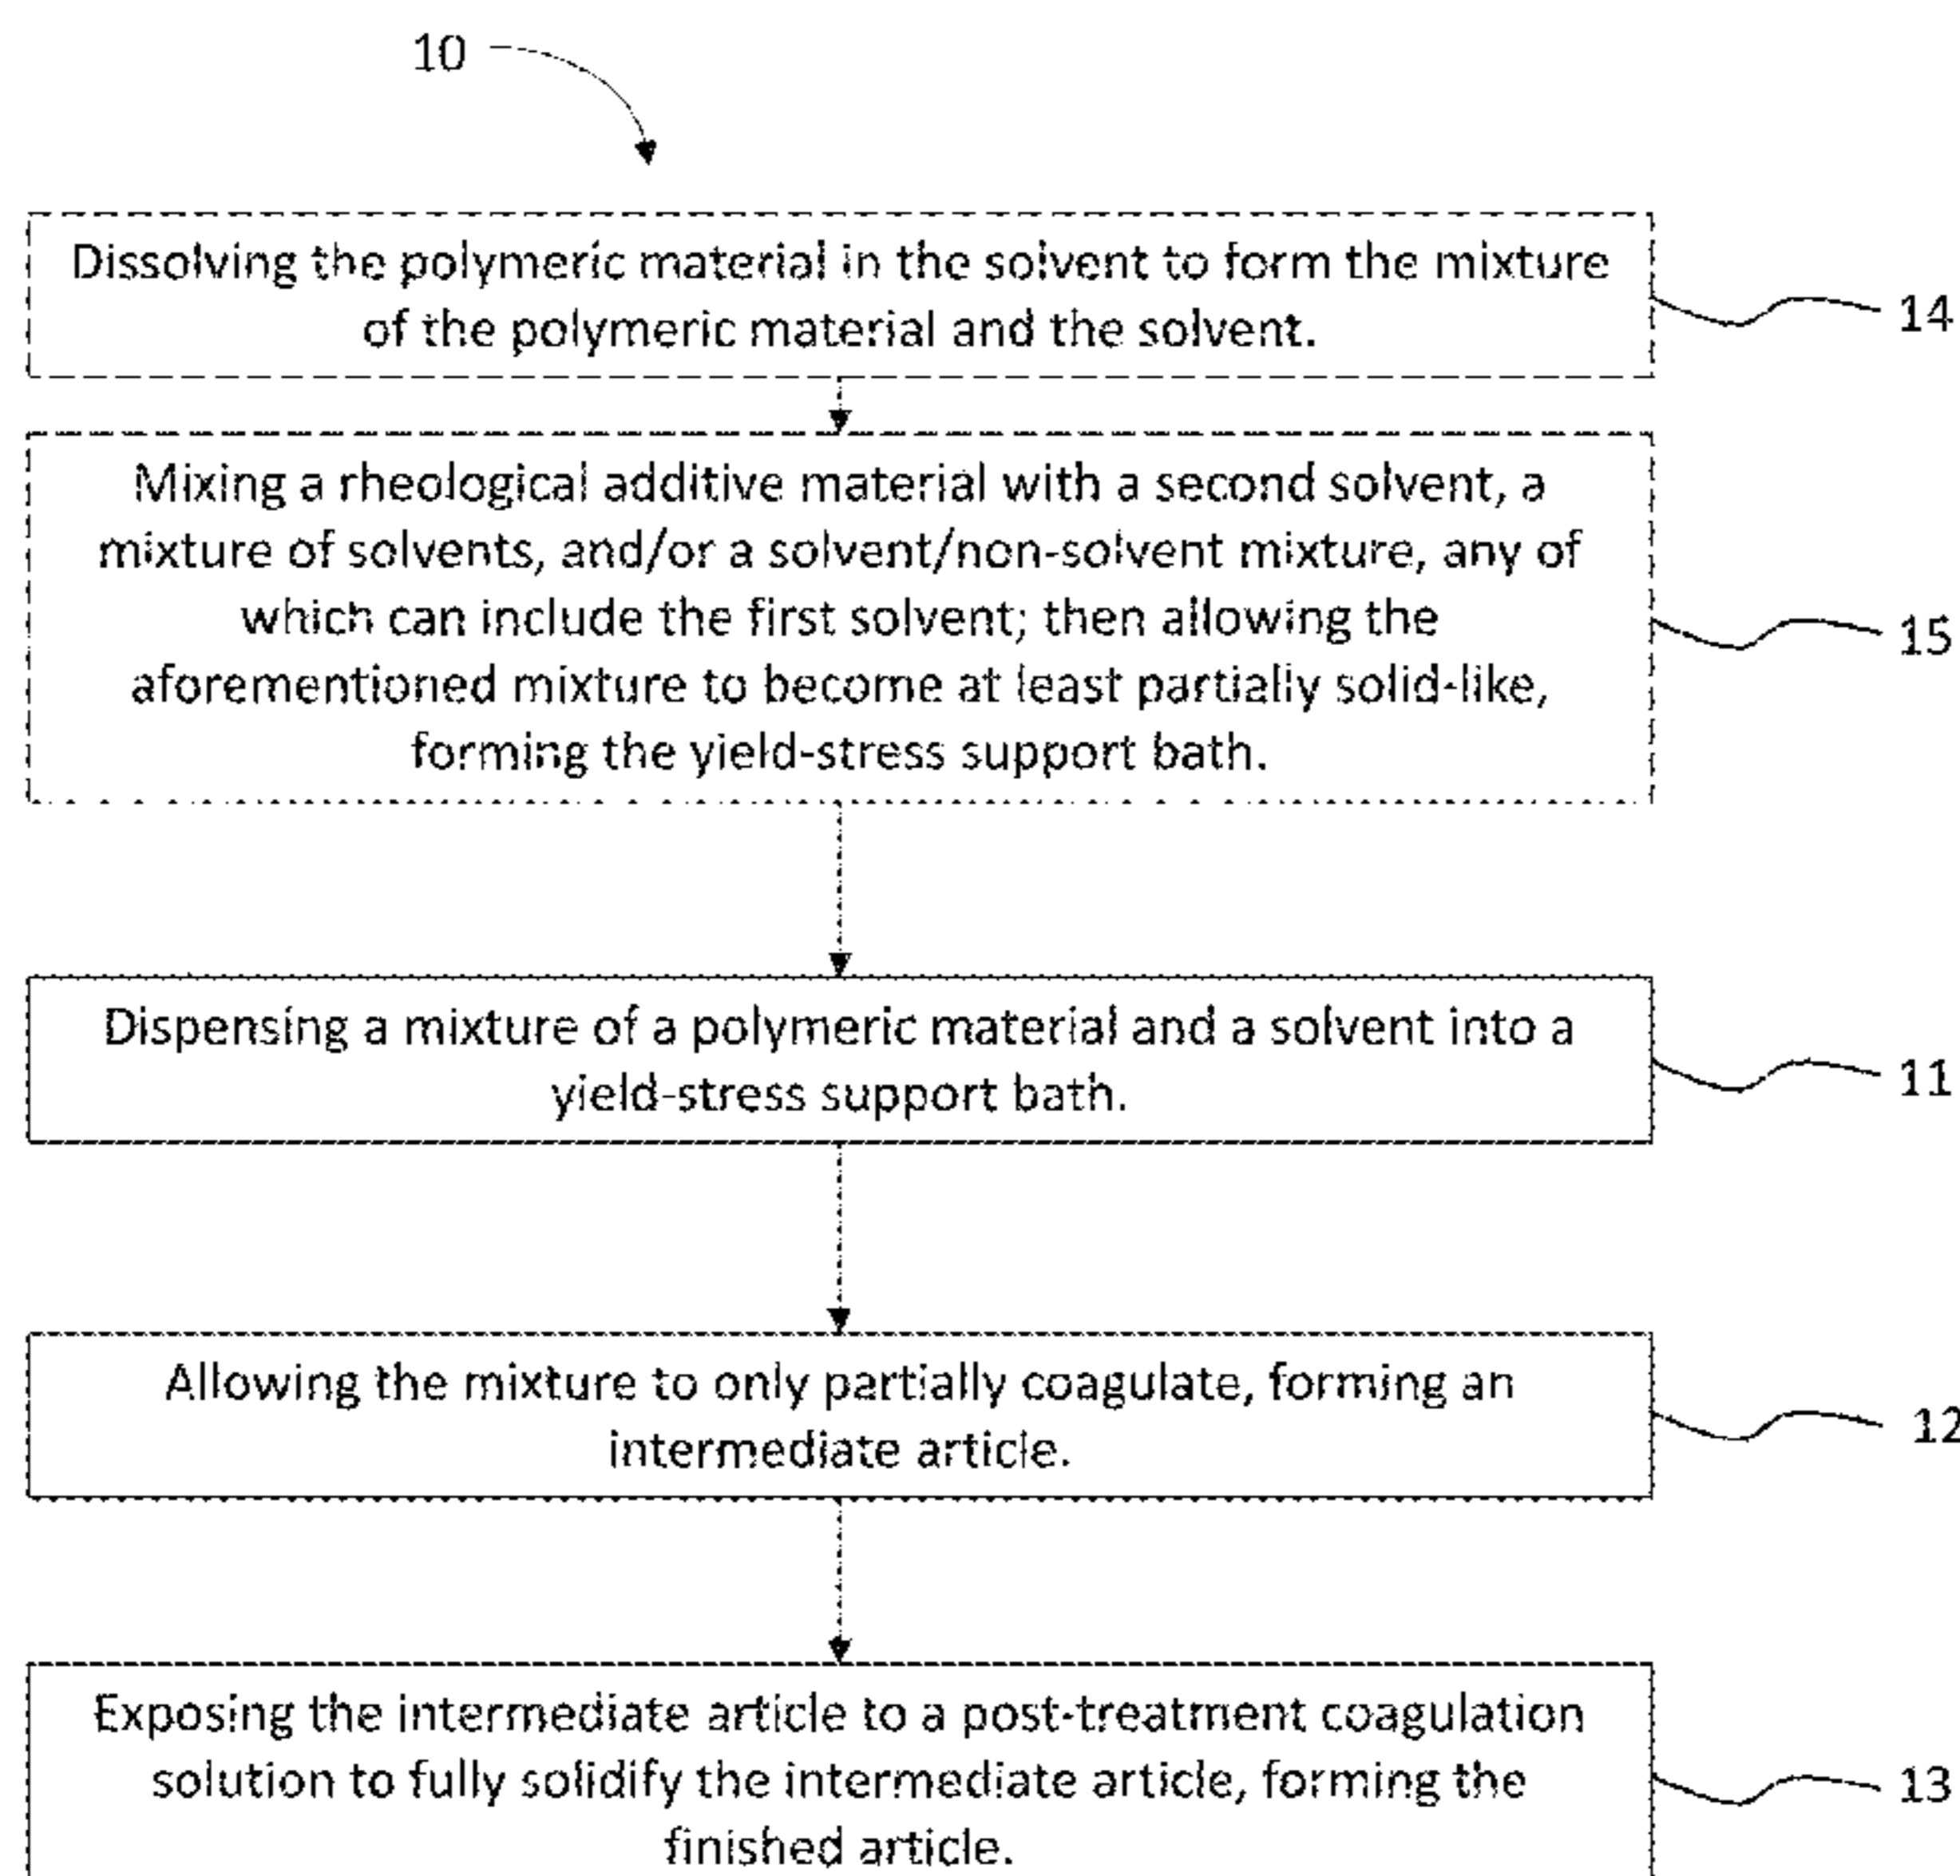 10
Dissolving the polymeric material in the solvent to form the mixture
of the polymeric material and the solvent.
14
Mixing a rheological additive material with a second solvent, a
mixture of solvents, and/or a solvent/non-solvent mixture, any of
which can include the first solvent; then allowing the
aforementioned mixture to become at least partially solid-like,
forming the yield-stress support bath.
15
Dispensing a mixture of a polymeric material and a solvent into a
yield-stress support bath.
11
Allowing the mixture to only partially coagulate, forming an
intermediate article.
12
Exposing the intermediate article to a post-treatment coagulation
solution to fully solidify the intermediate article, forming the
finished article.
13